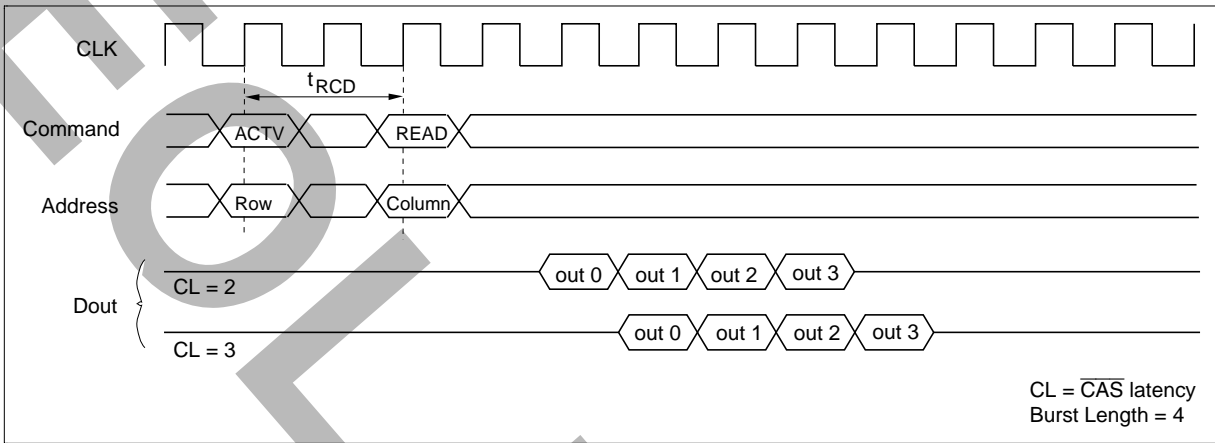 CLK
tRCD
Command
ACTV
READ
Address
Row
Column
Dout
CL = 2
out 0 out 1 out 2 out 3
CL = 3
out 0 out 1 out 2 out 3
CL = CAS latency
Burst Length = 4